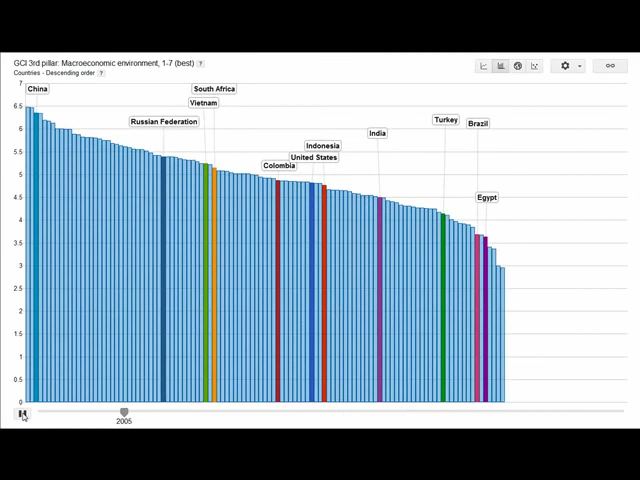 GCI 3rd pillar: Macroeconomic environment, 1-7 (best) ?
Countries - Descending order ?
7
6.5
6
5.5
5
4.5
4
3.5
3
2.5
2
1.5
1
0.5
0
China
South Africa
Vietnam
Russian Federation
Indonesia
United States
Colombia
India
Turkey
Brazil
Egypt
2005